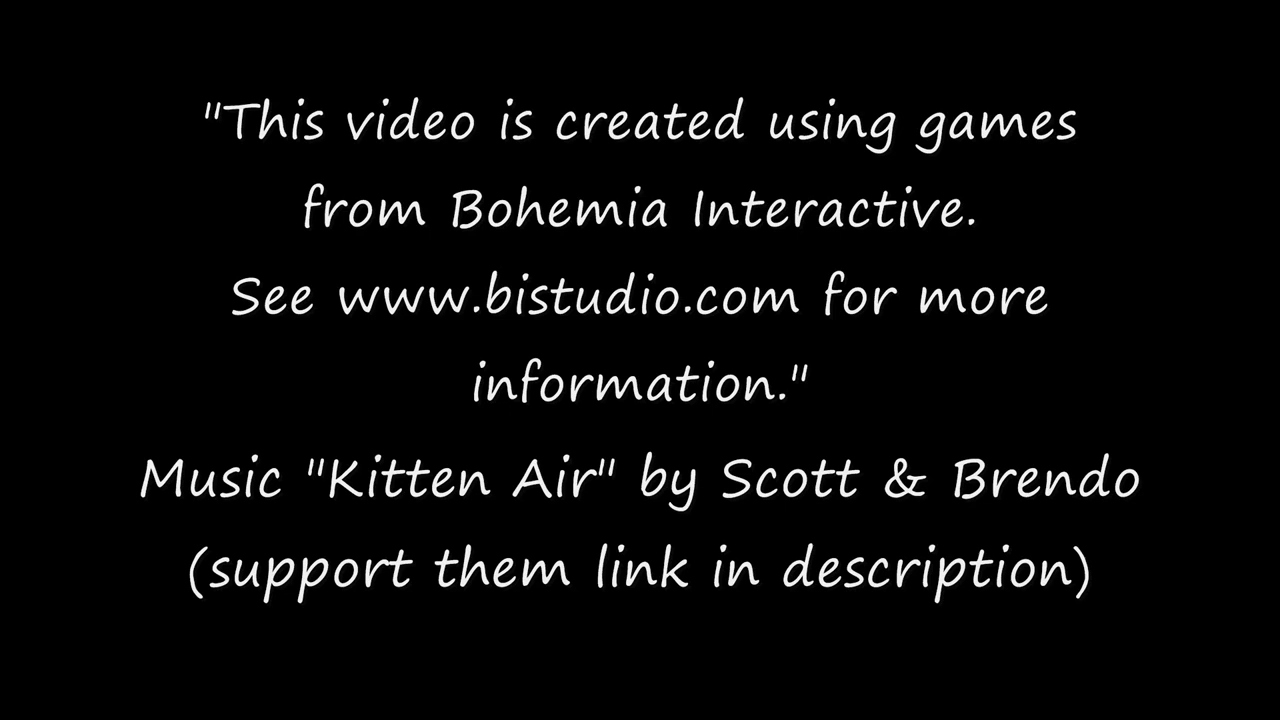 "This video is created using games
from Bohemia Interactive.
See www.bistudio.com for more
information."
Music "Kitten Air" by Scott & Brendo
(support them link in description)